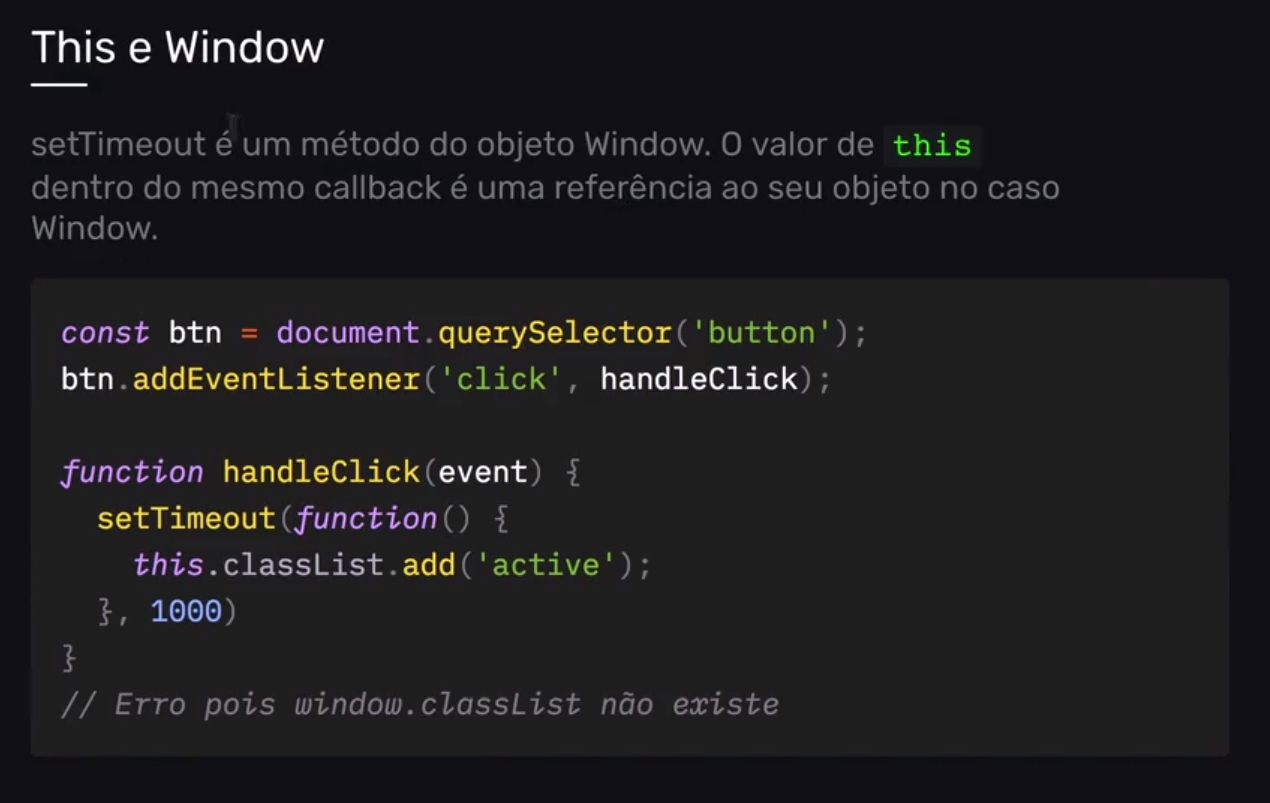 This e Window
setTimeout é um método do objeto Window. O valor de this
dentro do mesmo callback é uma referência ao seu objeto no caso
Window.
const btn = document.querySelector('button');
btn.addEventListener('click', handleClick);
function handleClick(event) {
  setTimeout(function() {
    this.classList.add('active');
  }, 1000)
}
// Erro pois window.classList não existe